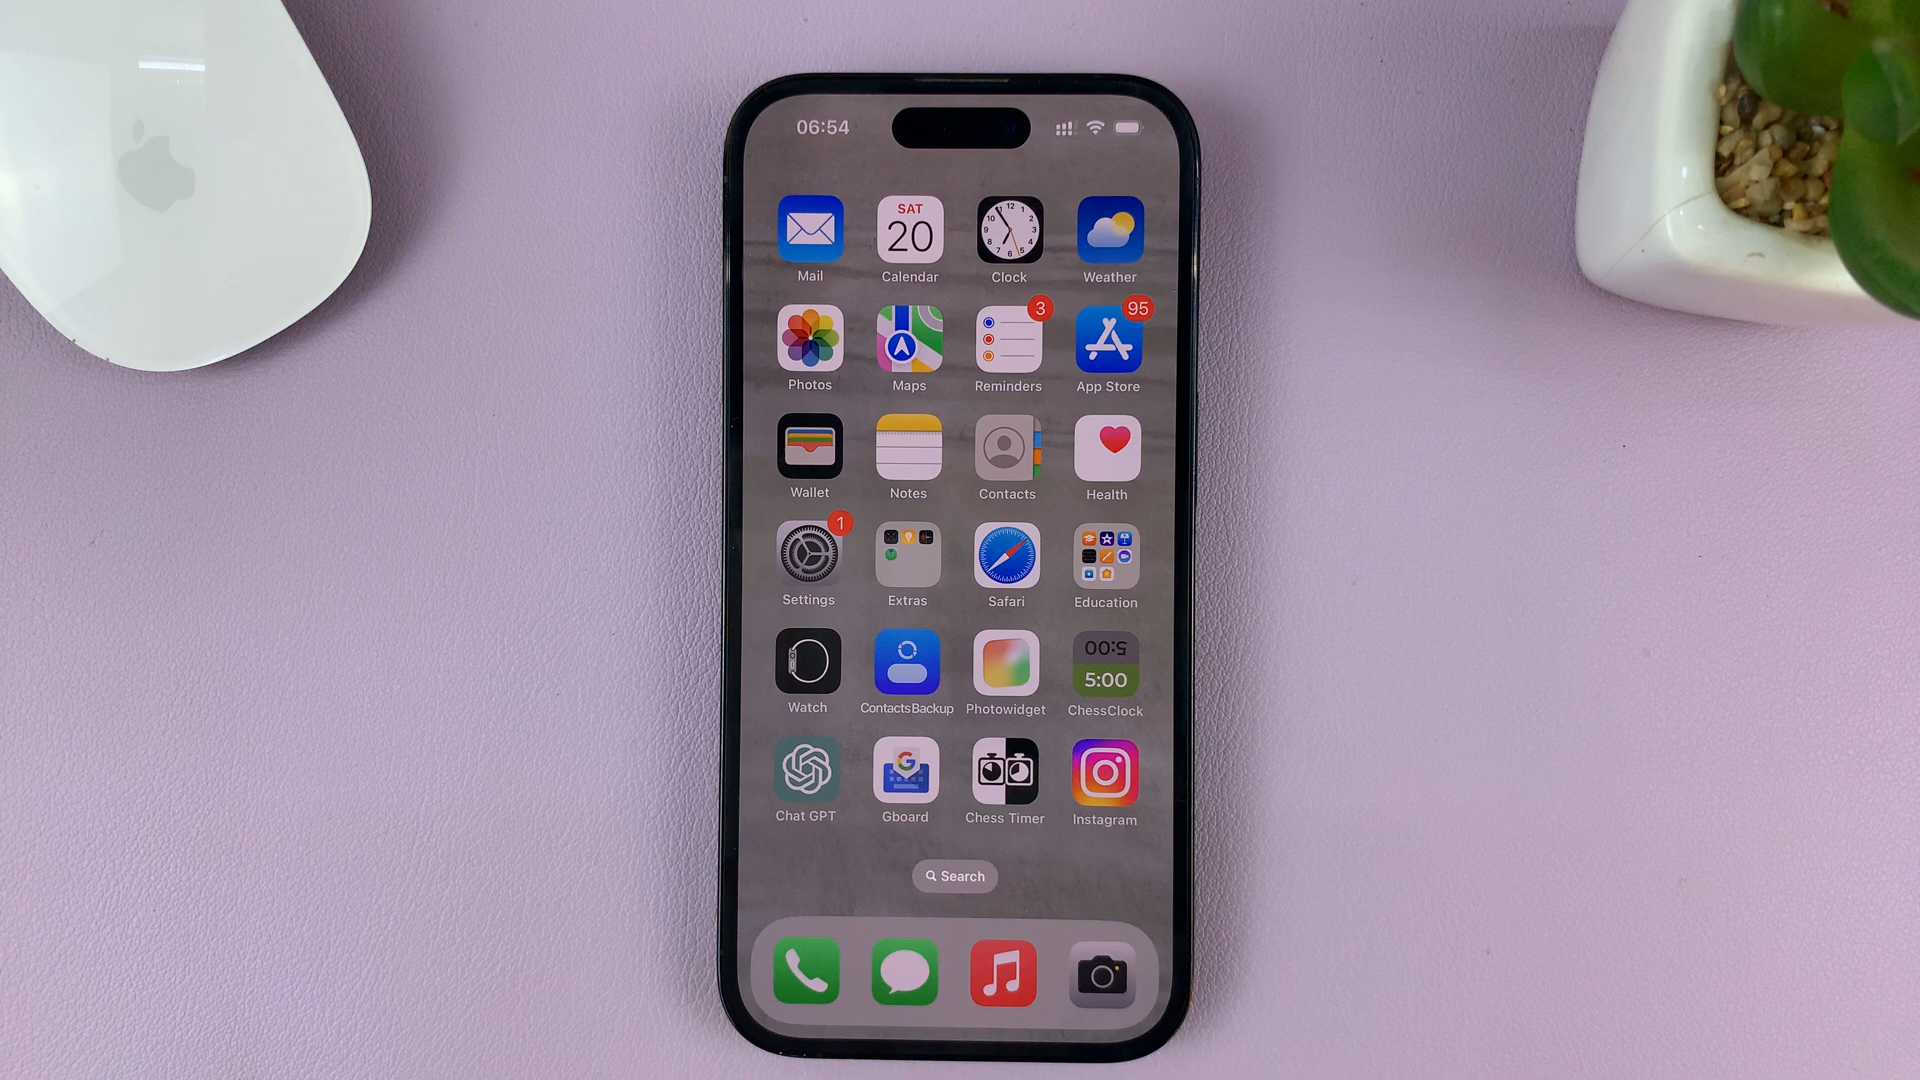 06:54
SAT
20
12
Mail
Calendar
Clock
Weather
3
95
Photos
Maps
Reminders
App Store
Wallet
Notes
Contacts
Health
1
Settings
Extras
Safari
Education
00:5
5:00
Watch
ContactsBackup
Photowidget
ChessClock
G
Chat GPT
Gboard
Chess Timer
Instagram
Search